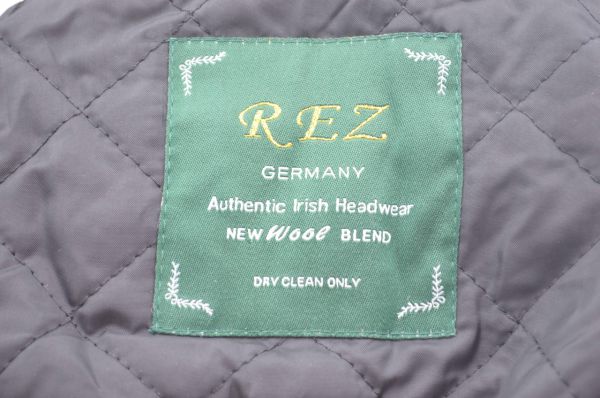 REZ
GERMANY
Authentic Irish Headwear
NEW Wool BLEND
DRY CLEAN ONLY